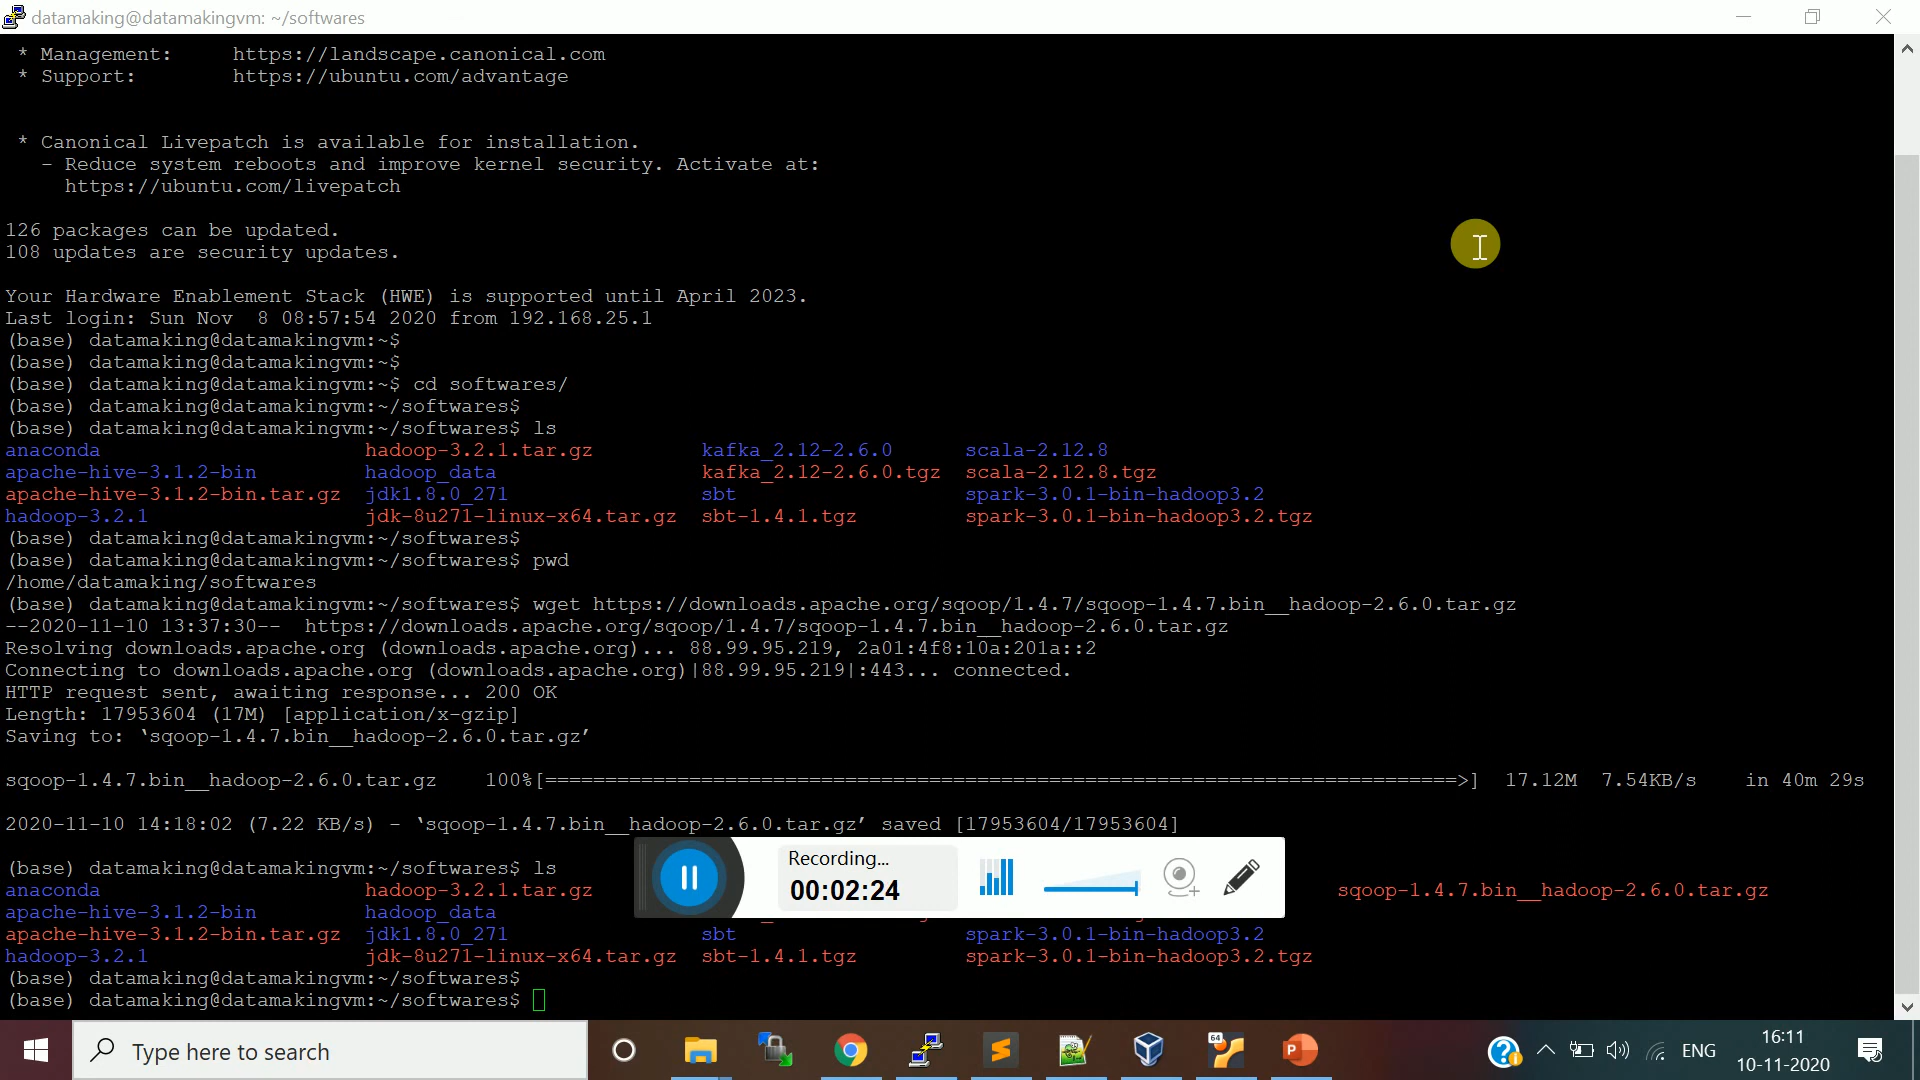 datamaking@datamakingvm: ~/softwares
* Management:     https://landscape.canonical.com
* Support:        https://ubuntu.com/advantage
* Canonical Livepatch is available for installation.
- Reduce system reboots and improve kernel security. Activate at:
https://ubuntu.com/livepatch
126 packages can be updated.
108 updates are security updates.
Your Hardware Enablement Stack (HWE) is supported until April 2023.
Last login: Sun Nov  8 08:57:54 2020 from 192.168.25.1
(base) datamaking@datamakingvm:~$
(base) datamaking@datamakingvm:~$
(base) datamaking@datamakingvm:~$ cd softwares/
(base) datamaking@datamakingvm:~/softwares$
(base) datamaking@datamakingvm:~/softwares$ ls
anaconda hadoop-3.2.1.tar.gz kafka_2.12-2.6.0 scala-2.12.8
apache-hive-3.1.2-bin hadoop_data kafka_2.12-2.6.0.tgz scala-2.12.8.tgz
apache-hive-3.1.2-bin.tar.gz jdk1.8.0_271 sbt spark-3.0.1-bin-hadoop3.2
hadoop-3.2.1 jdk-8u271-linux-x64.tar.gz sbt-1.4.1.tgz spark-3.0.1-bin-hadoop3.2.tgz
(base) datamaking@datamakingvm:~/softwares$
(base) datamaking@datamakingvm:~/softwares$ pwd
/home/datamaking/softwares
(base) datamaking@datamakingvm:~/softwares$ wget https://downloads.apache.org/sqoop/1.4.7/sqoop-1.4.7.bin__hadoop-2.6.0.tar.gz
--2020-11-10 13:37:30--  https://downloads.apache.org/sqoop/1.4.7/sqoop-1.4.7.bin__hadoop-2.6.0.tar.gz
Resolving downloads.apache.org (downloads.apache.org)... 88.99.95.219, 2a01:4f8:10a:201a::2
Connecting to downloads.apache.org (downloads.apache.org)|88.99.95.219|:443... connected.
HTTP request sent, awaiting response... 200 OK
Length: 17953604 (17M) [application/x-gzip]
Saving to: ‘sqoop-1.4.7.bin__hadoop-2.6.0.tar.gz’
sqoop-1.4.7.bin__hadoop-2.6.0.tar.gz    100%[============================================================================>]  17.12M  7.54KB/s    in 40m 29s
2020-11-10 14:18:02 (7.22 KB/s) - ‘sqoop-1.4.7.bin__hadoop-2.6.0.tar.gz’ saved [17953604/17953604]
(base) datamaking@datamakingvm:~/softwares$ ls
anaconda hadoop-3.2.1.tar.gz sqoop-1.4.7.bin__hadoop-2.6.0.tar.gz
apache-hive-3.1.2-bin hadoop_data
apache-hive-3.1.2-bin.tar.gz jdk1.8.0_271 sbt spark-3.0.1-bin-hadoop3.2
hadoop-3.2.1 jdk-8u271-linux-x64.tar.gz sbt-1.4.1.tgz spark-3.0.1-bin-hadoop3.2.tgz
(base) datamaking@datamakingvm:~/softwares$
(base) datamaking@datamakingvm:~/softwares$
Recording...
00:02:24
Type here to search
64
P
ENG
16:11
10-11-2020